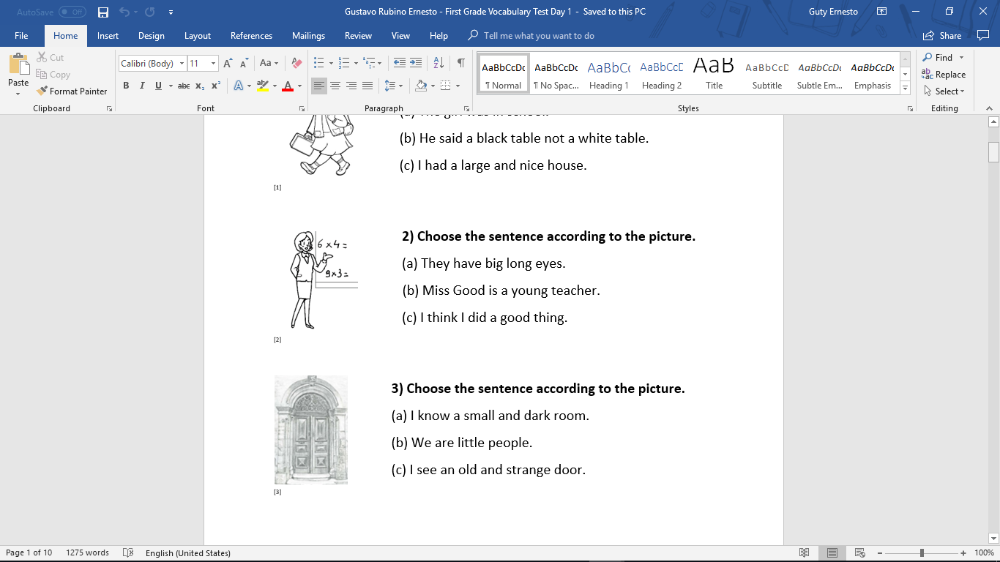 AutoSave Off
Gustavo Rubino Ernesto - First Grade Vocabulary Test Day 1 - Saved to this PC
Guty Ernesto
File Home Insert Design Layout References Mailings Review View Help Tell me what you want to do Share
Paste
Cut
Copy
Format Painter
Clipboard
Calibri (Body) 11
Font
Paragraph
AaBbCcDc AaBbCcDc AaBbCc AaBbCcD AaB AaBbCcD AaBbCcDc AaBbCcDc
¶ Normal ¶ No Spac... Heading 1 Heading 2 Title Subtitle Subtle Em... Emphasis
Styles
Find
Replace
Select
Editing
(b) He said a black table not a white table.
(c) I had a large and nice house.
[1]
2) Choose the sentence according to the picture.
6 x 4 =
(a) They have big long eyes.
9 x 3 =
(b) Miss Good is a young teacher.
(c) I think I did a good thing.
[2]
3) Choose the sentence according to the picture.
(a) I know a small and dark room.
(b) We are little people.
(c) I see an old and strange door.
[3]
Page 1 of 10 1275 words English (United States) 100%